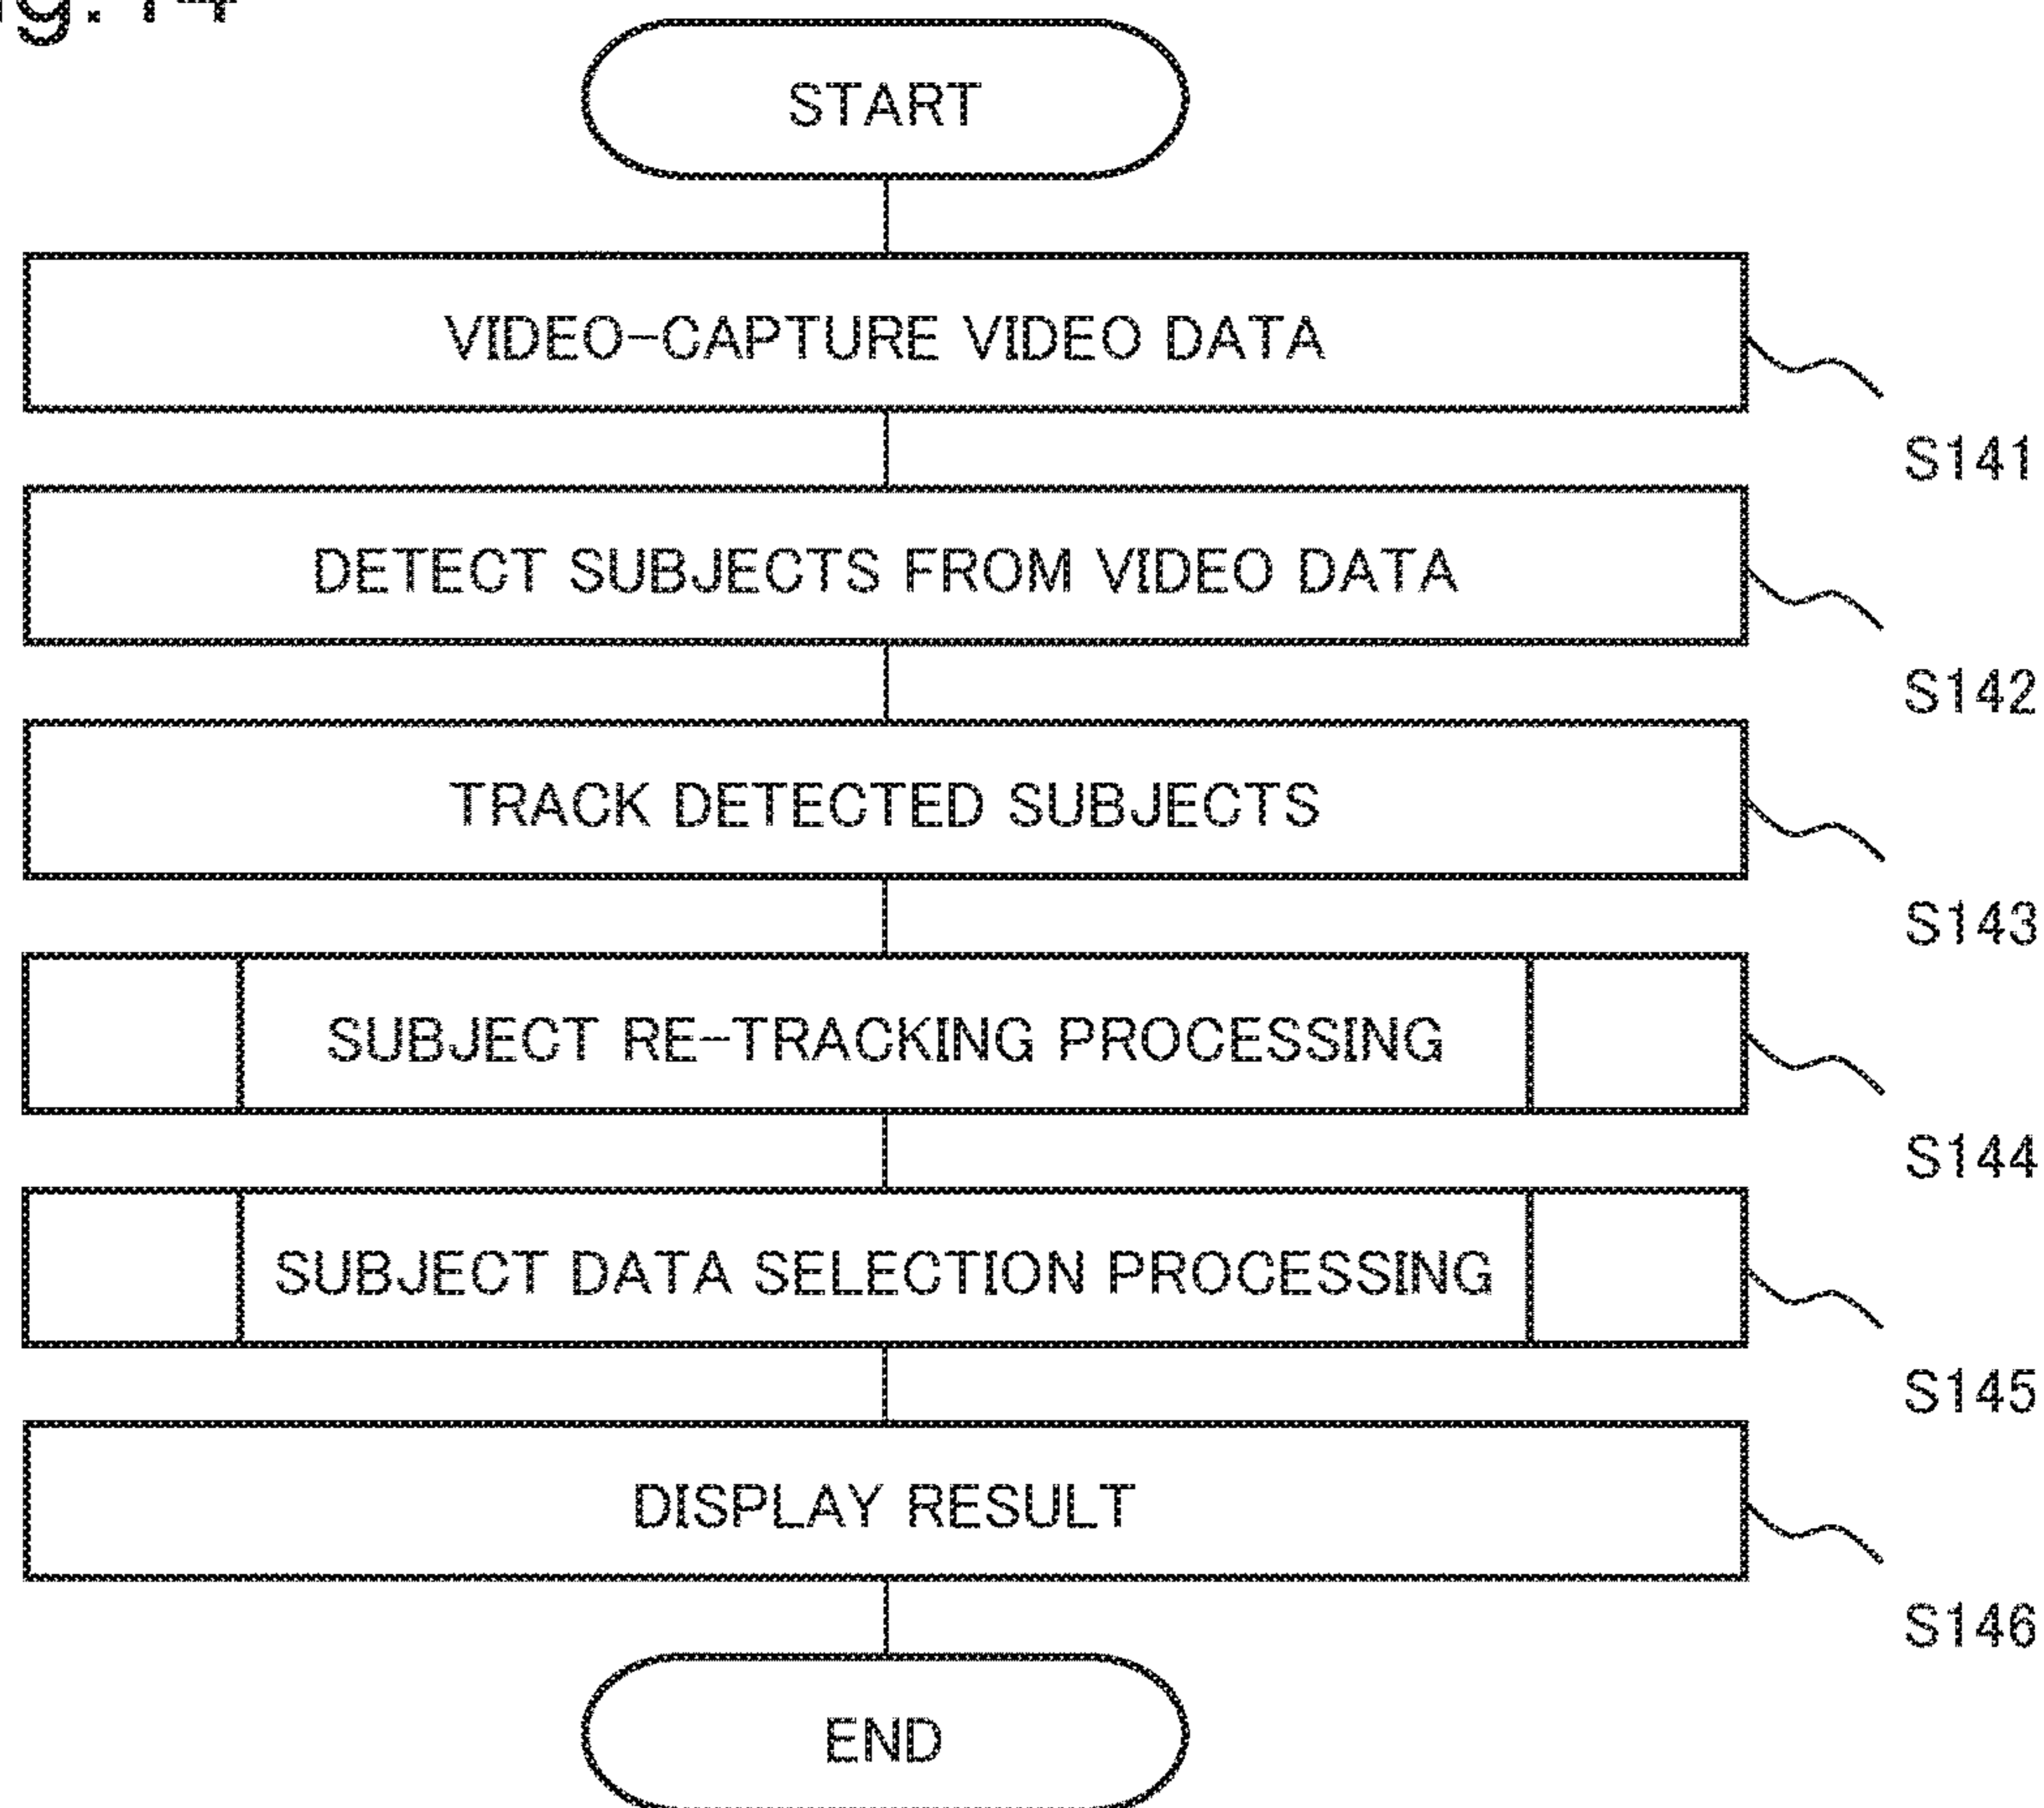 g.14
START
VIDEO-CAPTURE VIDEO DATA
S141
DETECT SUBJECTS FROM VIDEO DATA
S142
TRACK DETECTED SUBJECTS
S143
SUBJECT RE-TRACKING PROCESSING
S144
SUBJECT DATA SELECTION PROCESSING
S145
DISPLAY RESULT
S146
END